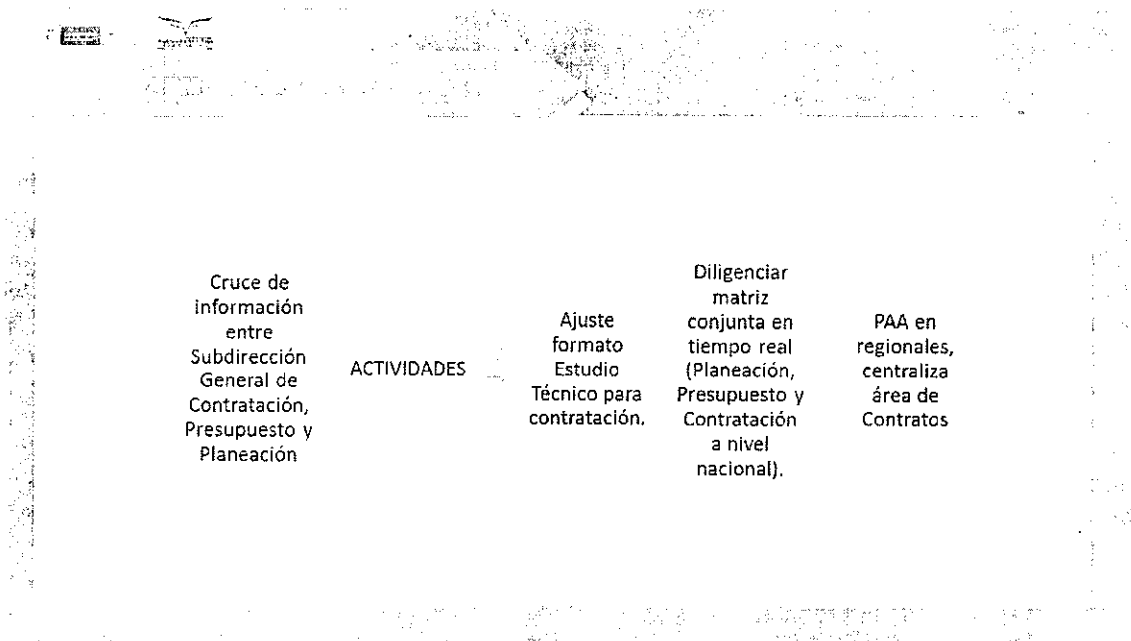 Cruce de
información
entre
Subdirección
General de
Contratación,
Presupuesto y
Planeación
ACTIVIDADES
Ajuste
formato
Estudio
Técnico para
contratación.
Diligenciar
matriz
conjunta en
tiempo real
(Planeación,
Presupuesto y
Contratación
a nivel
nacional).
PAA en
regionales,
centraliza
área de
Contratos